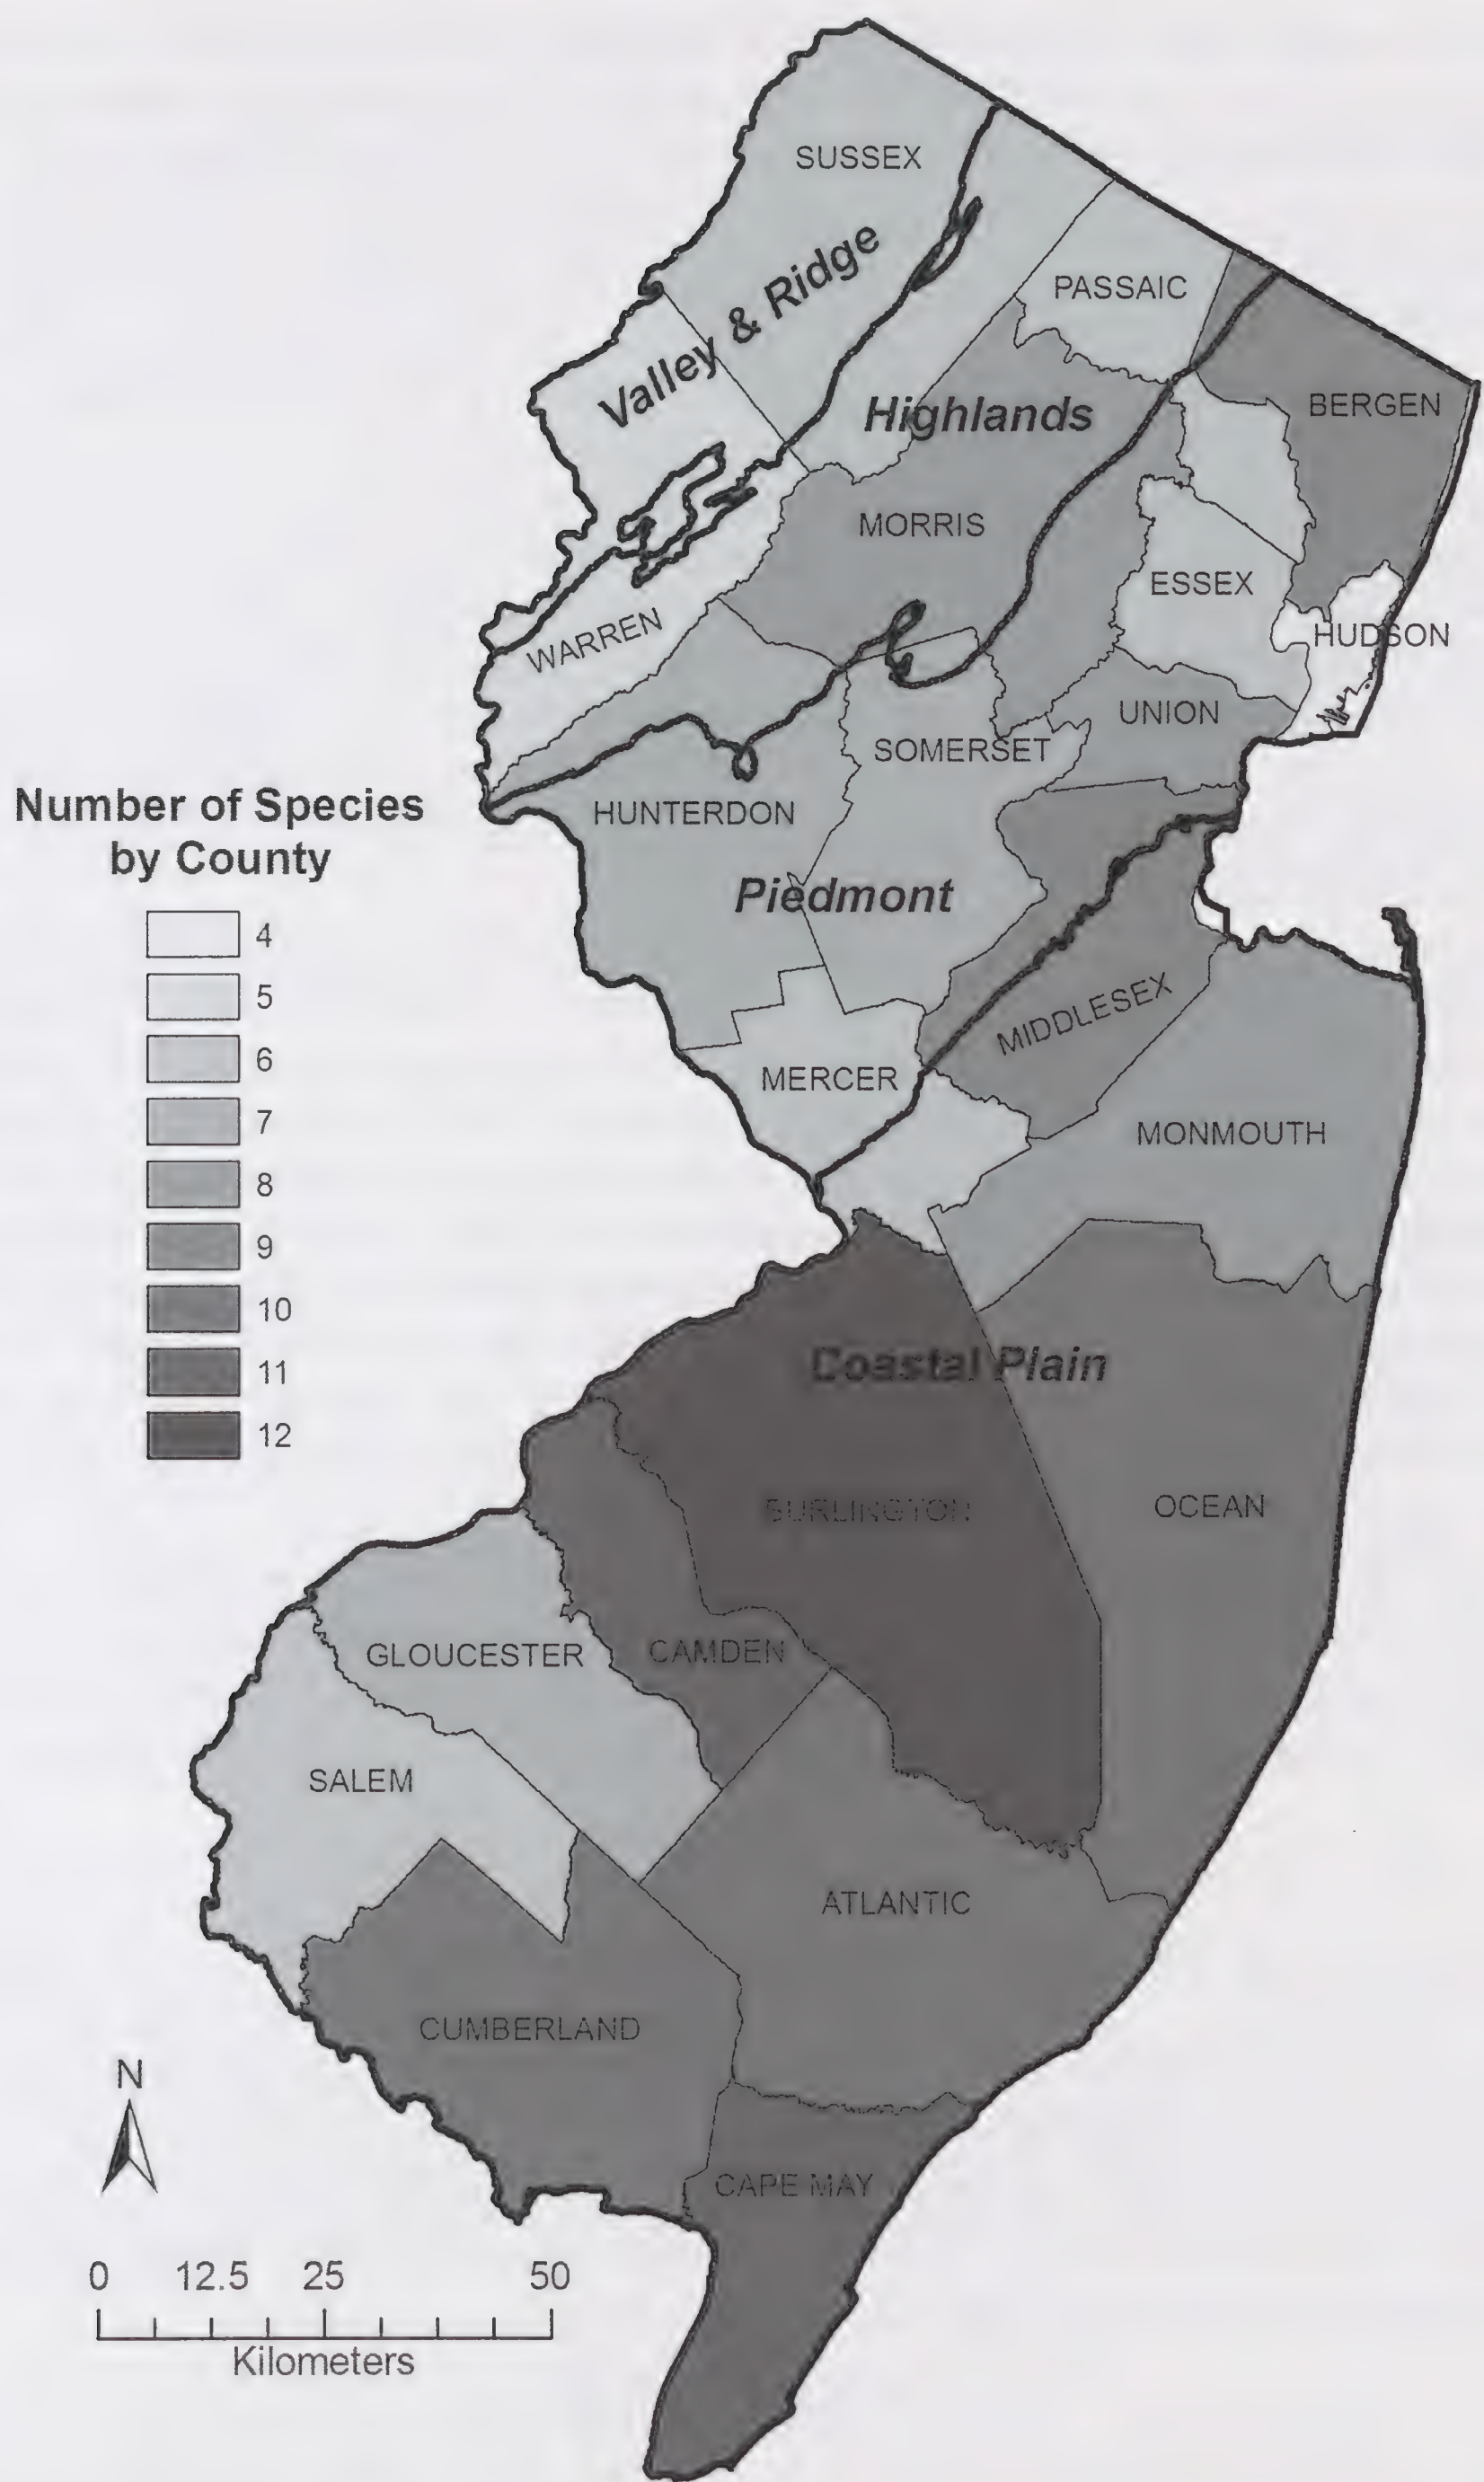 SUSSEX
PASSAIC
Valley & Ridge
BERGEN
Highlands
MORRIS
ESSEX
HUDSON
WARREN
UNION
SOMERSET
HUNTERDON
Number of Species
by County
4
5
6
7
8
9
10
11
12
Piedmont
MIDDLESEX
MERCER
MONMOUTH
Coastal Plain
BURLINGTON
OCEAN
CAMDEN
GLOUCESTER
SALEM
ATLANTIC
CUMBERLAND
CAPE MAY
N
0 12.5 25 50
Kilometers